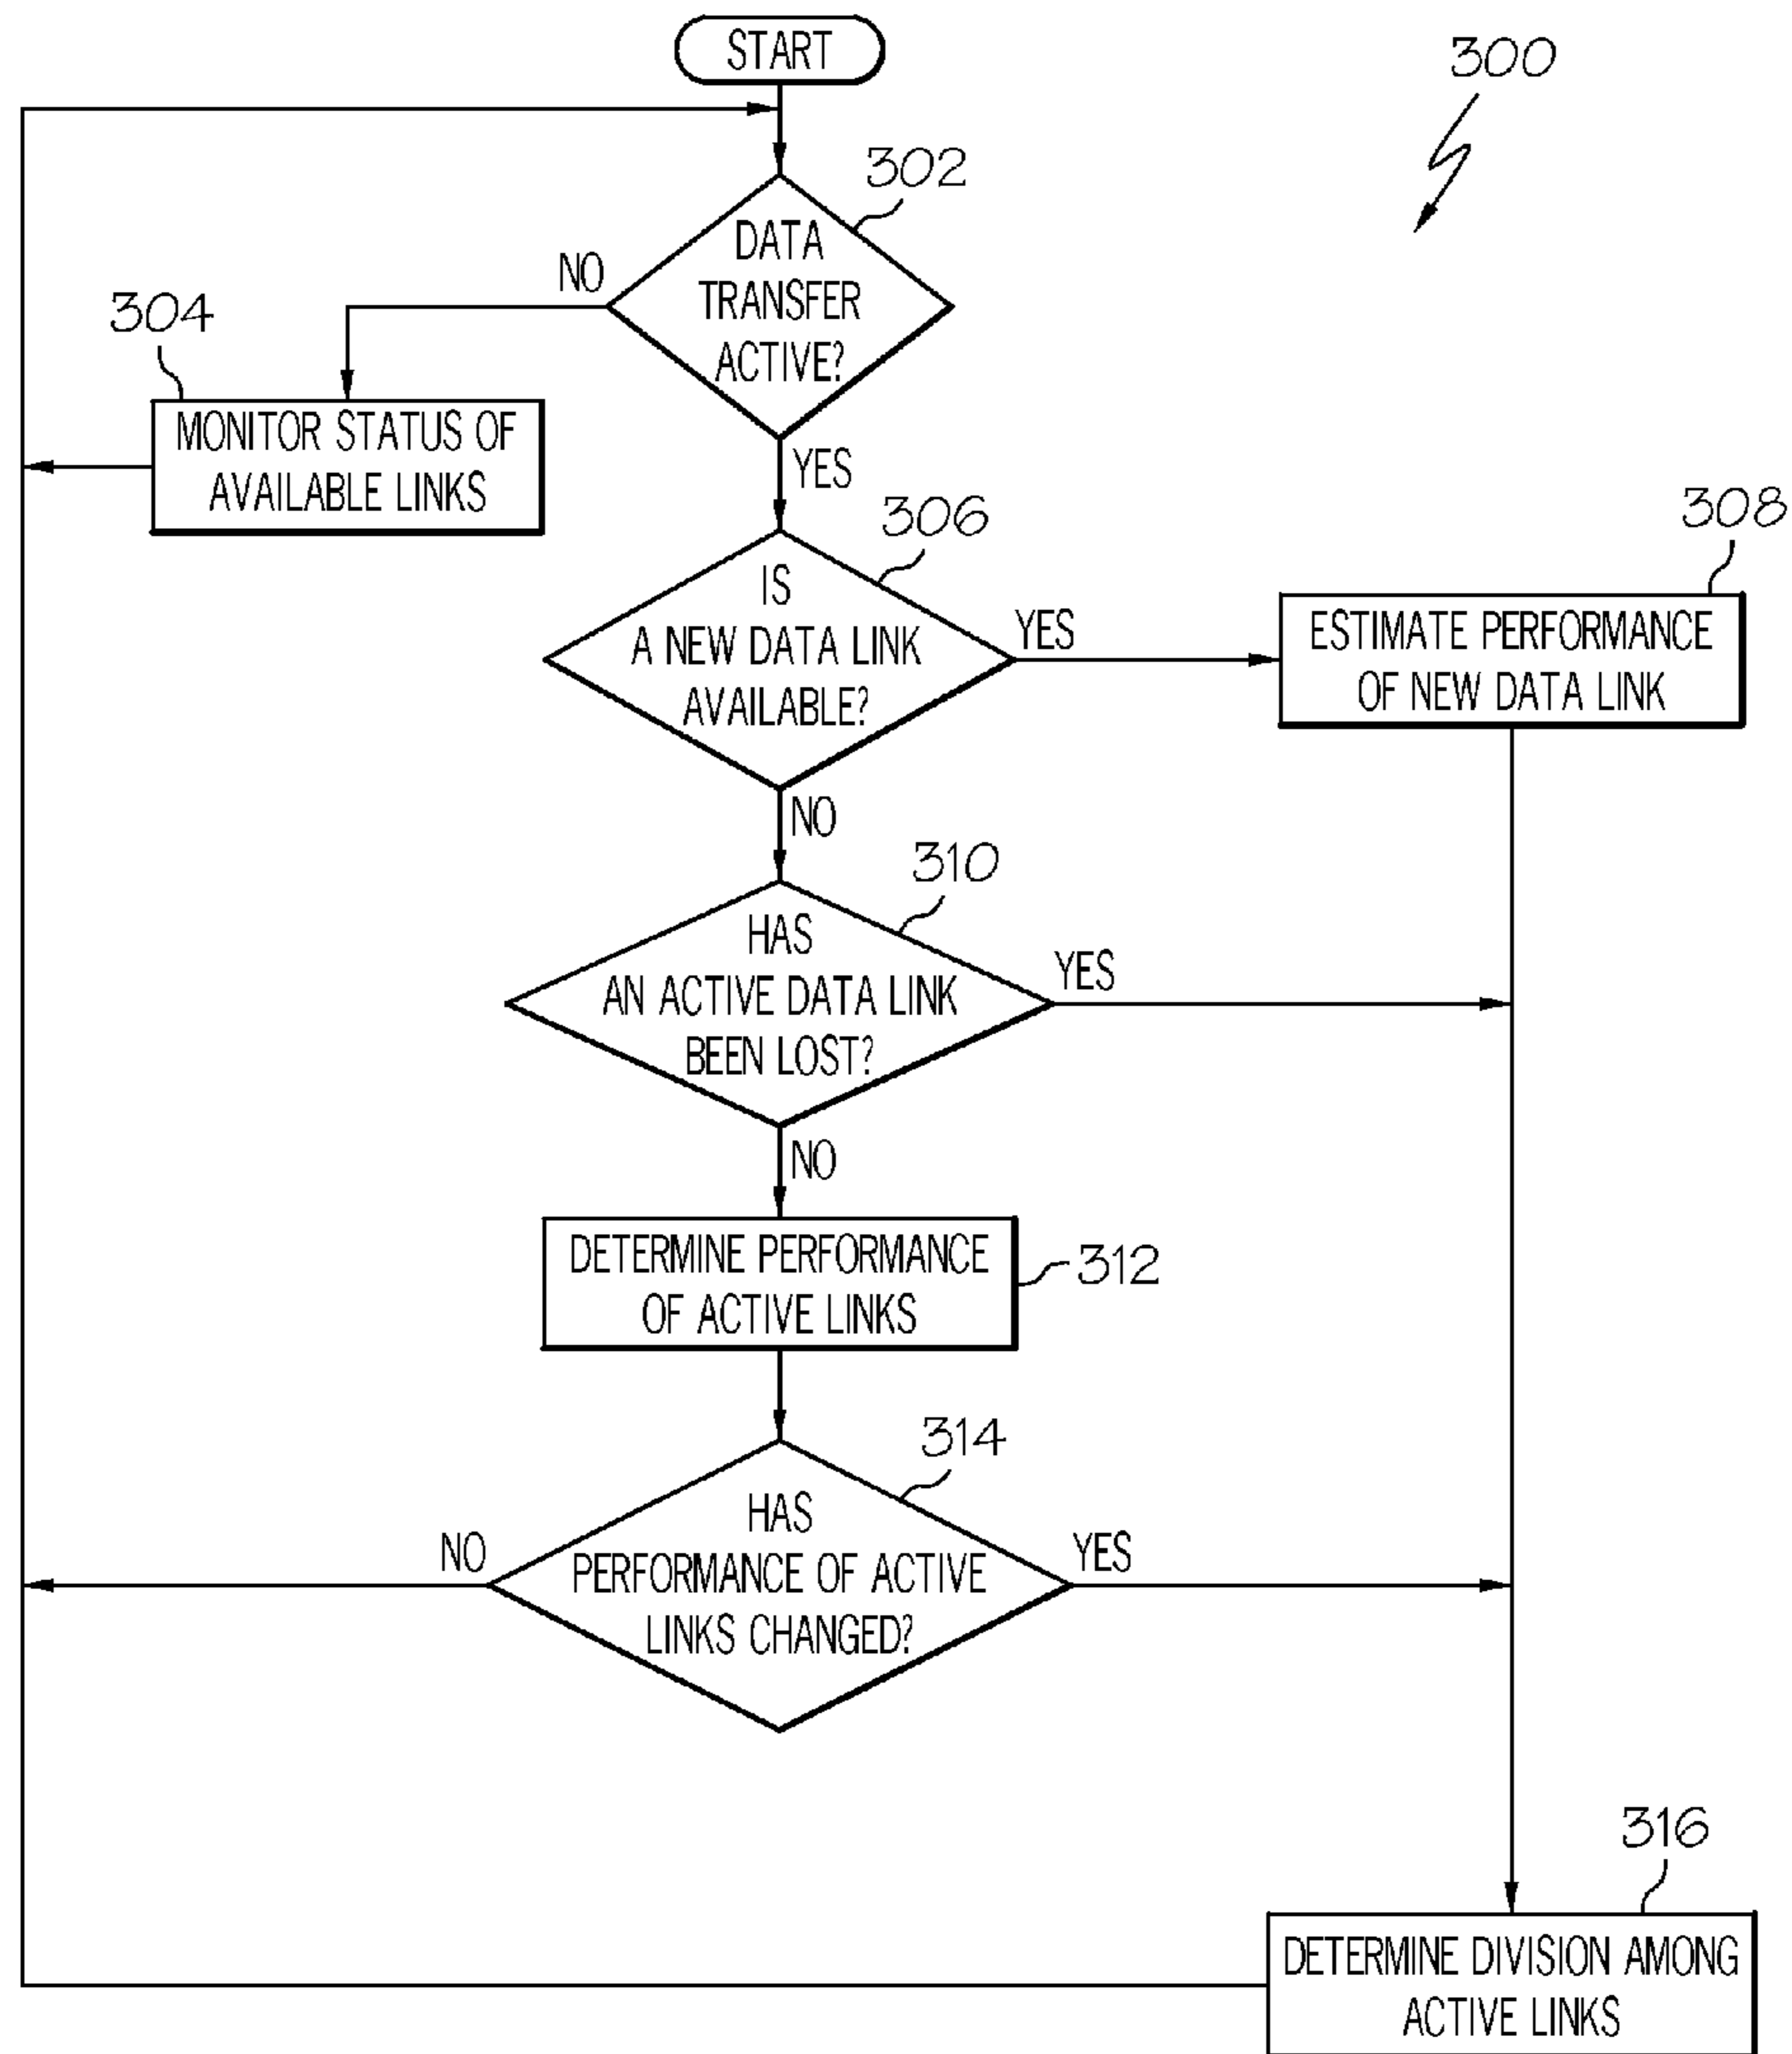 START
300
302
DATA
TRANSFER
ACTIVE?
NO
304
MONITOR STATUS OF
AVAILABLE LINKS
YES
306
IS
A NEW DATA LINK
AVAILABLE?
YES
308
ESTIMATE PERFORMANCE
OF NEW DATA LINK
NO
310
HAS
AN ACTIVE DATA LINK
BEEN LOST?
YES
NO
DETERMINE PERFORMANCE
OF ACTIVE LINKS
312
314
HAS
PERFORMANCE OF ACTIVE
LINKS CHANGED?
NO
YES
316
DETERMINE DIVISION AMONG
ACTIVE LINKS